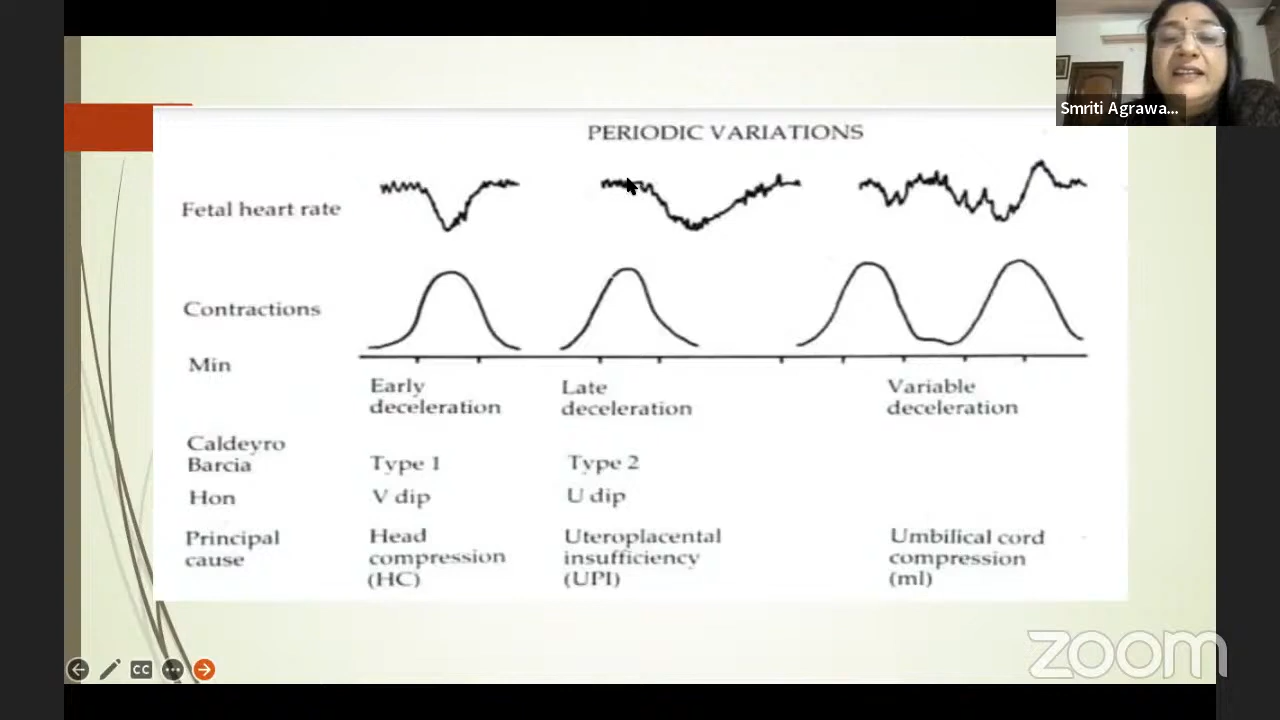 Smriti Agrawa...
PERIODIC VARIATIONS
Fetal heart rate
Contractions
Min
Early
deceleration
Late
deceleration
Variable
deceleration
Caldeyro
Barcia
Type 1
Type 2
Hon
V dip
U dip
Principal
cause
Head
compression
(HC)
Uteroplacental
insufficiency
(UPI)
Umbilical cord
compression
(ml)
CC
zoom